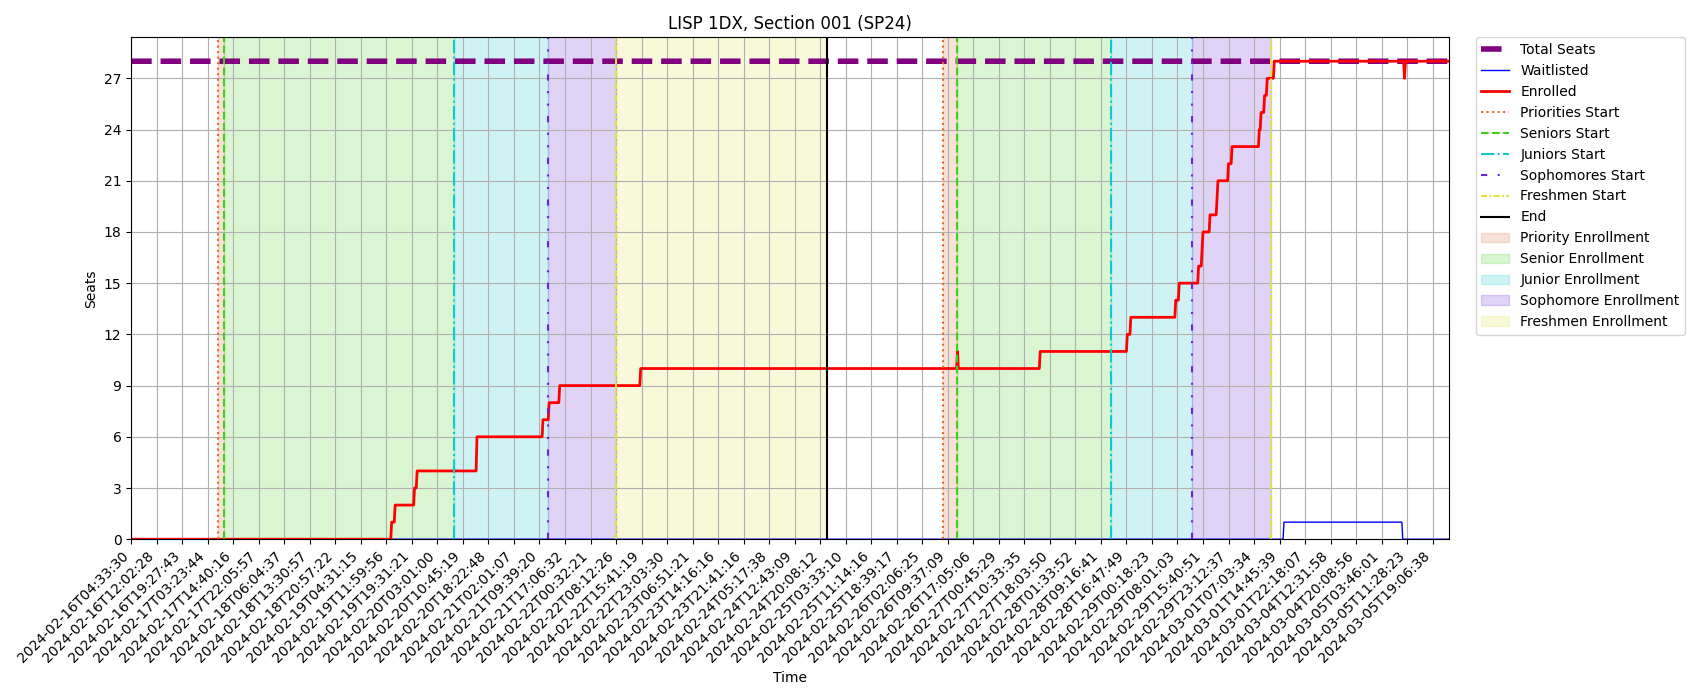 LISP 1DX, Section 001 (SP24)
Total Seats
Waitlisted
Enrolled
Priorities Start
Seniors Start
Juniors Start
Sophomores Start
Freshmen Start
End
Priority Enrollment
Senior Enrollment
Junior Enrollment
Sophomore Enrollment
Freshmen Enrollment
Seats
27
24
21
18
15
12
9
6
3
0
2024-02-16T04:33:30
2024-02-16T12:02:28
2024-02-16T19:27:43
2024-02-17T03:23:44
2024-02-17T14:40:16
2024-02-17T22:05:57
2024-02-18T06:04:37
2024-02-18T13:30:57
2024-02-18T20:57:22
2024-02-19T04:31:15
2024-02-19T11:59:56
2024-02-19T19:31:21
2024-02-20T03:01:00
2024-02-20T10:45:19
2024-02-20T18:22:48
2024-02-21T02:01:07
2024-02-21T09:39:20
2024-02-21T17:06:32
2024-02-22T00:32:21
2024-02-22T08:12:26
2024-02-22T15:41:19
2024-02-22T23:03:30
2024-02-23T06:51:21
2024-02-23T14:16:16
2024-02-23T21:41:16
2024-02-24T05:17:38
2024-02-24T12:43:09
2024-02-24T20:08:12
2024-02-25T03:33:10
2024-02-25T11:14:16
2024-02-25T18:39:17
2024-02-26T02:06:25
2024-02-26T09:37:09
2024-02-26T17:05:06
2024-02-27T00:45:29
2024-02-27T10:33:35
2024-02-27T18:03:50
2024-02-28T01:33:52
2024-02-28T09:16:41
2024-02-28T16:47:49
2024-02-29T00:18:23
2024-02-29T08:01:03
2024-02-29T15:40:51
2024-02-29T23:12:37
2024-03-01T07:03:34
2024-03-01T14:45:39
2024-03-01T22:18:07
2024-03-04T12:31:58
2024-03-04T20:08:56
2024-03-05T03:46:01
2024-03-05T11:28:23
2024-03-05T19:06:38
Time